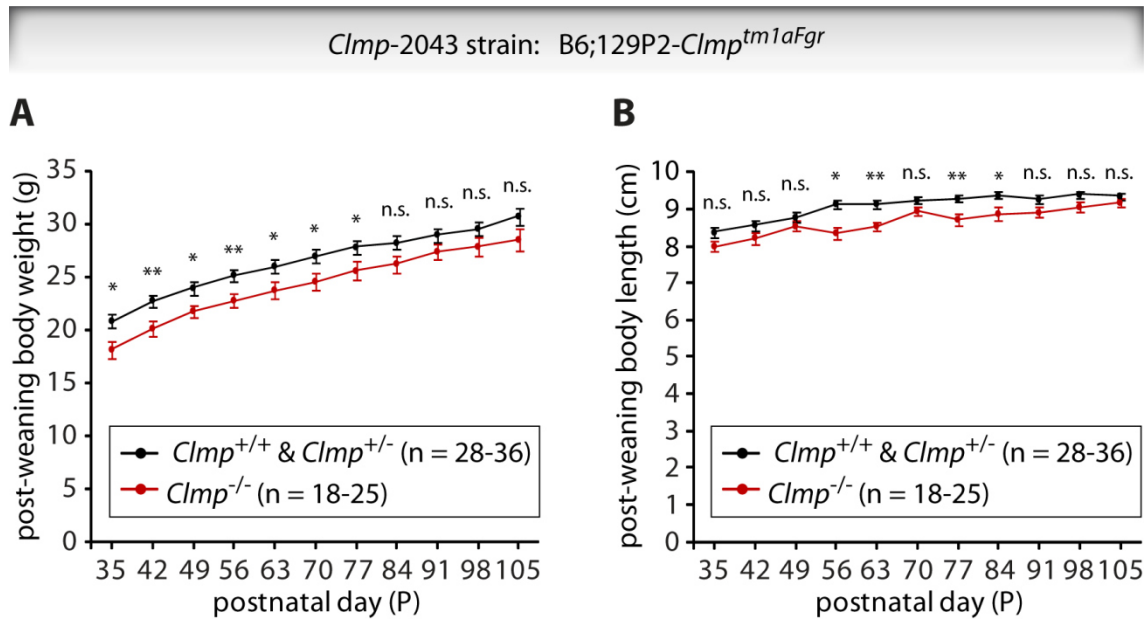 Clmp-2043 strain: B6;129P2-Clmp^tm1aFgr
A
post-weaning body weight (g)
35
30
25
20
15
10
5
0
* ** * ** * * * n.s. n.s. n.s. n.s.
Clmp+/+ & Clmp+/- (n = 28-36)
Clmp-/- (n = 18-25)
35 42 49 56 63 70 77 84 91 98 105
postnatal day (P)
B
post-weaning body length (cm)
10
9
8
7
6
5
4
3
2
1
0
n.s. n.s. n.s. * ** n.s. ** * n.s. n.s. n.s.
Clmp+/+ & Clmp+/- (n = 28-36)
Clmp-/- (n = 18-25)
35 42 49 56 63 70 77 84 91 98 105
postnatal day (P)